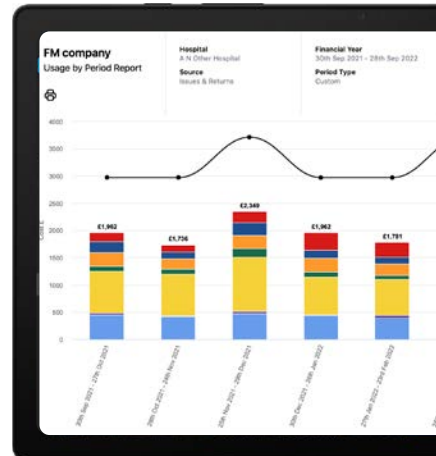 FM company
Usage by Period Report
Hospital
A N Other Hospital
Source
Issues & Returns
Financial Year
30th Sep 2021 - 28th Sep 2022
Period Type
Custom
4000
3500
3000
2500
2000
1500
1000
500
0
£1,962
£1,736
£2,348
£1,962
£1,781
30th Sep 2021 - 27th Oct 2021
28th Oct 2021 - 24th Nov 2021
25th Nov 2021 - 29th Dec 2021
30th Dec 2021 - 26th Jan 2022
27th Jan 2022 - 23rd Feb 2022